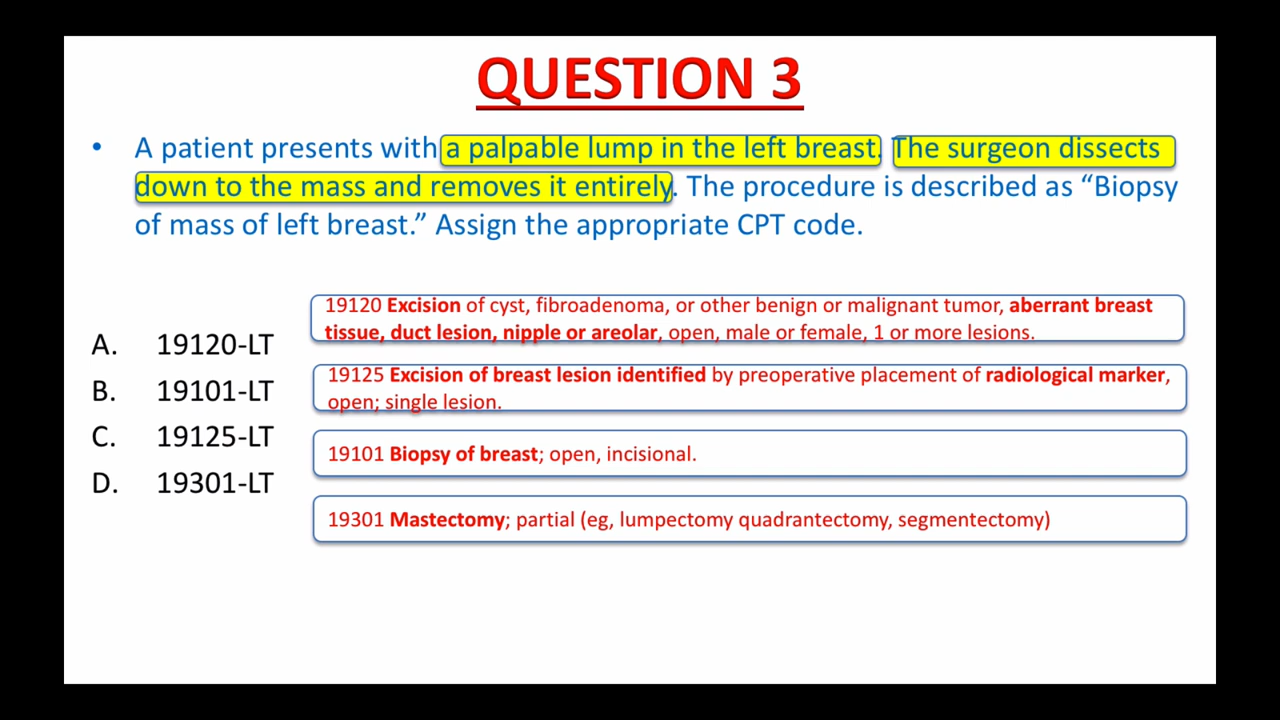 QUESTION 3
• A patient presents with a palpable lump in the left breast. The surgeon dissects
down to the mass and removes it entirely. The procedure is described as “Biopsy
of mass of left breast.” Assign the appropriate CPT code.
A. 19120-LT
B. 19101-LT
C. 19125-LT
D. 19301-LT
19120 Excision of cyst, fibroadenoma, or other benign or malignant tumor, aberrant breast
tissue, duct lesion, nipple or areolar, open, male or female, 1 or more lesions.
19125 Excision of breast lesion identified by preoperative placement of radiological marker,
open; single lesion.
19101 Biopsy of breast; open, incisional.
19301 Mastectomy; partial (eg, lumpectomy quadrantectomy, segmentectomy)